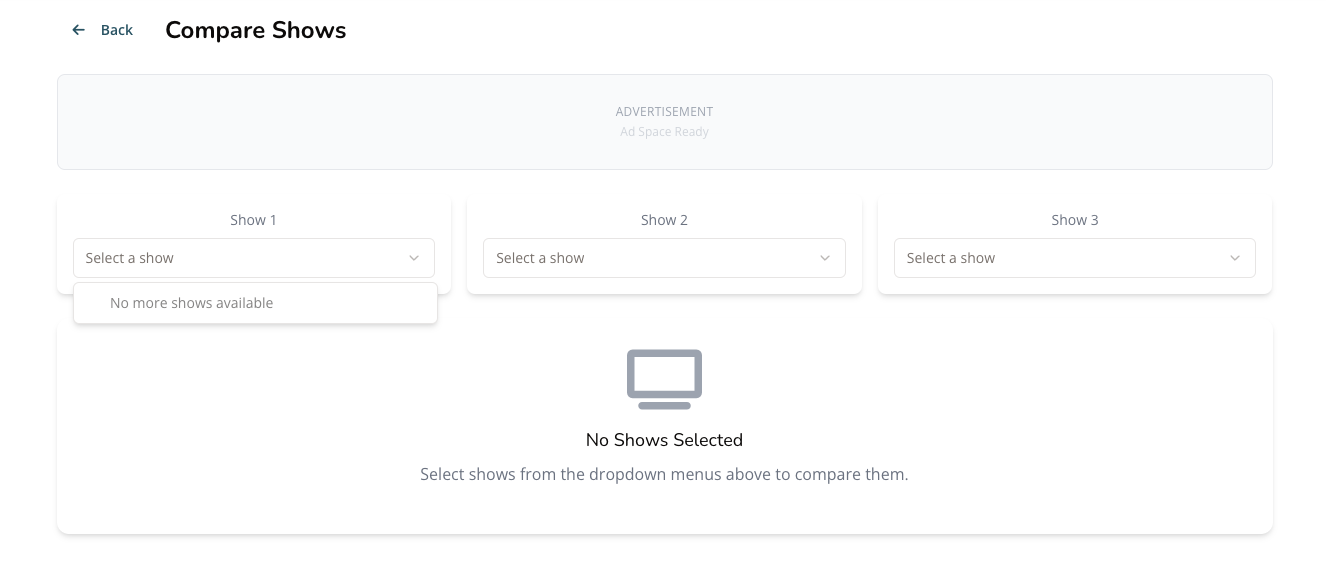 Back
Compare Shows
ADVERTISEMENT
Ad Space Ready
Show 1
Show 2
Show 3
Select a show
Select a show
Select a show
No more shows available
No Shows Selected
Select shows from the dropdown menus above to compare them.